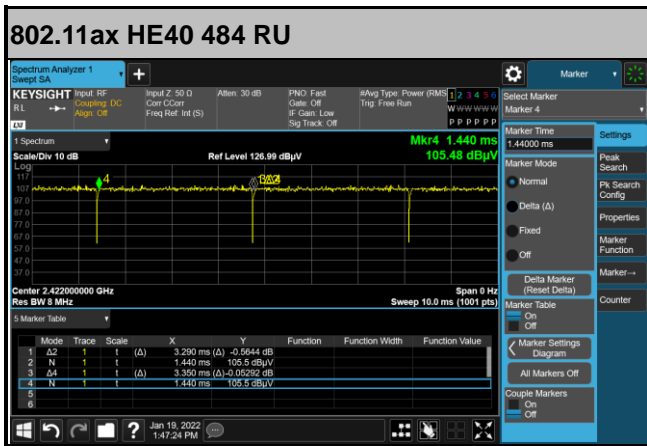 802.11ax HE40 484 RU
Spectrum Analyzer 1
Swept SA
Marker
KEYSIGHT
RL
LXI
Input: RF
Coupling: DC
Align: Off
Input Z: 50 Ω
Corr CCorr
Freq Ref: Int (S)
Atten: 30 dB
PNO: Fast
Gate: Off
IF Gain: Low
Sig Track: Off
#Avg Type: Power (RMS
Trig: Free Run
1 2 3 4 5 6
W W W W W W
P P P P P P
Select Marker
Marker 4
1 Spectrum
Mkr4 1.440 ms
105.48 dBµV
Scale/Div 10 dB
Ref Level 126.99 dBµV
Log
117
107
97.0
87.0
77.0
67.0
57.0
47.0
37.0
4
Center 2.422000000 GHz
Res BW 8 MHz
Span 0 Hz
Sweep 10.0 ms (1001 pts)
5 Marker Table
Mode Trace Scale X Y Function Function Width Function Value
1 Δ2 1 t (Δ) 3.290 ms (Δ) -0.5644 dB
2 N 1 t 1.440 ms 105.5 dBµV
3 Δ4 1 t (Δ) 3.350 ms (Δ) -0.05292 dB
4 N 1 t 1.440 ms 105.5 dBµV
5
6
Marker Time
1.44000 ms
Marker Mode
Normal
Delta (Δ)
Fixed
Off
Delta Marker
(Reset Delta)
Marker Table
On
Off
Marker Settings
Diagram
All Markers Off
Couple Markers
On
Off
Settings
Peak
Search
Pk Search
Config
Properties
Marker
Function
Marker→
Counter
?
Jan 19, 2022
1:47:24 PM